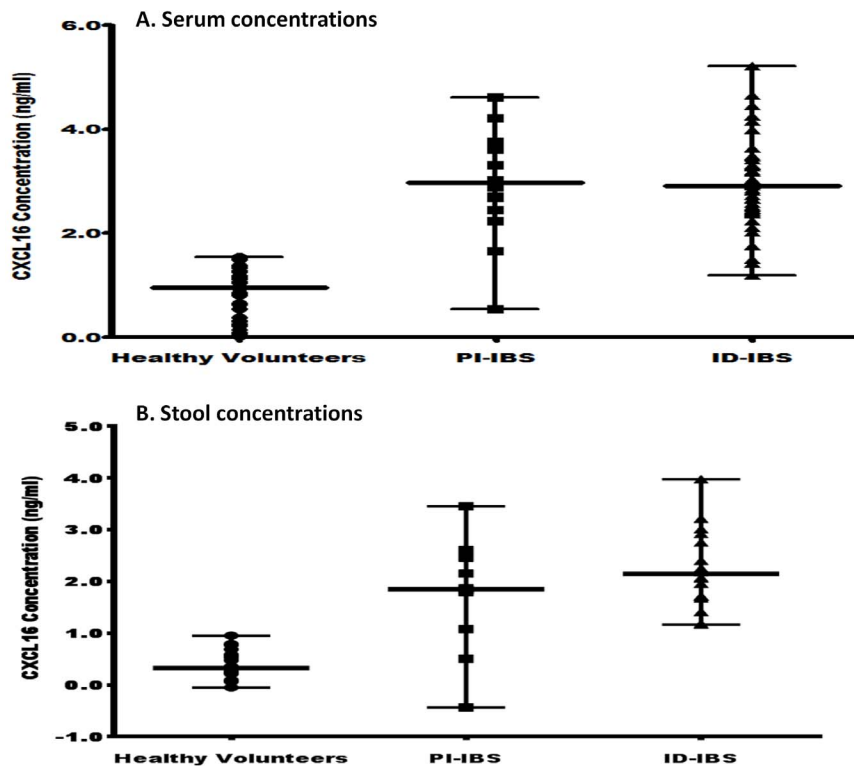 A. Serum concentrations
CXCL16 Concentration (ng/ml)
6.0
4.0
2.0
0.0
Healthy Volunteers PI-IBS ID-IBS
B. Stool concentrations
CXCL16 Concentration (ng/ml)
5.0
4.0
3.0
2.0
1.0
0.0
-1.0
Healthy Volunteers PI-IBS ID-IBS